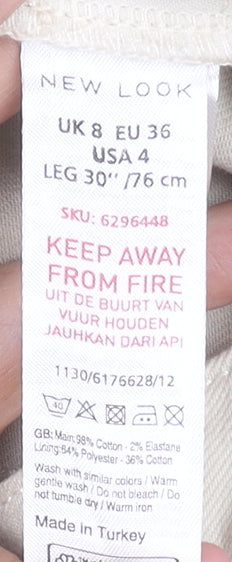 NEW LOOK
UK 8 EU 36
USA 4
LEG 30'' /76 cm
SKU: 6296448
KEEP AWAY
FROM FIRE
UIT DE BUURT VAN
VUUR HOUDEN
JAUHKAN DARI API
1130/6176628/12
40
GB: Main: 98% Cotton - 2% Elastane
Lining: 64% Polyester - 36% Cotton
Wash with similar colors / Warm
gentle wash / Do not bleach / Do
not tumble dry / Warm iron
Made in Turkey